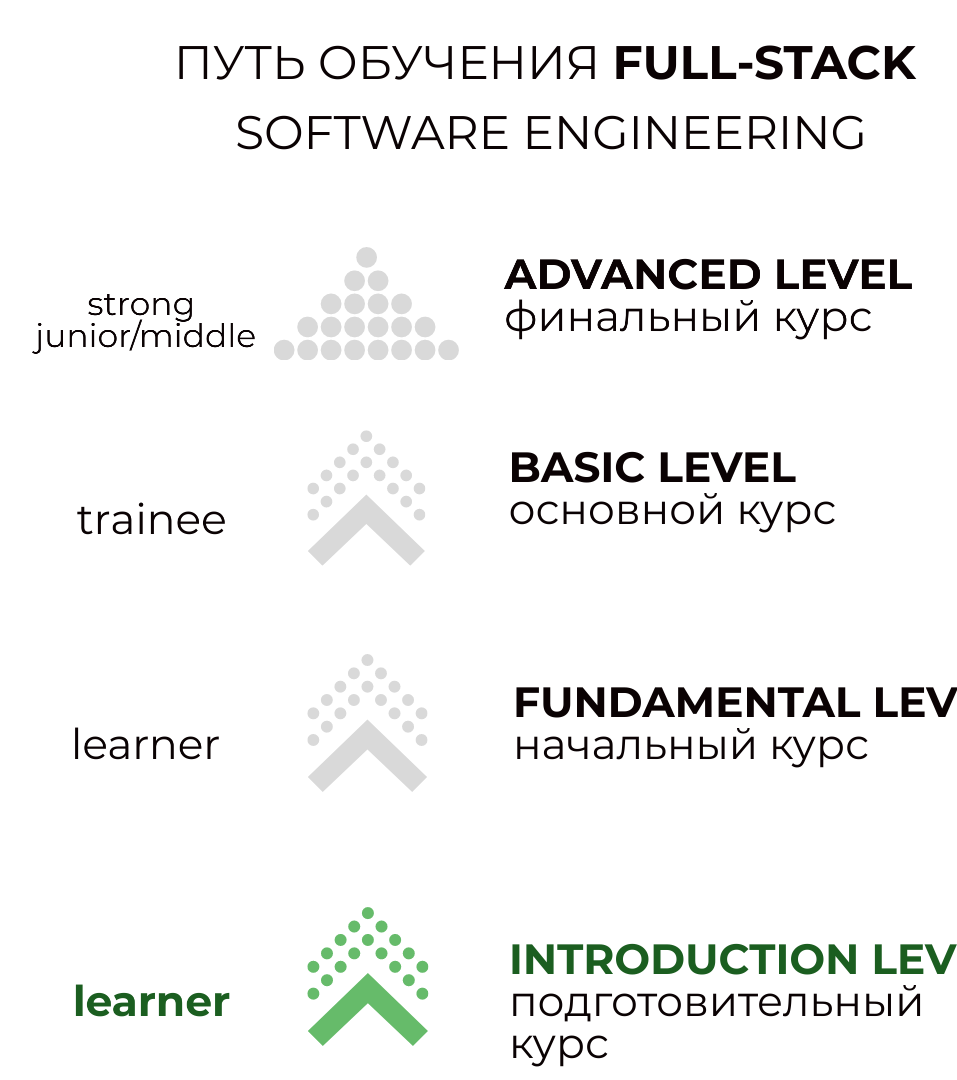 ПУТЬ ОБУЧЕНИЯ FULL-STACK
SOFTWARE ENGINEERING
strong
junior/middle
ADVANCED LEVEL
финальный курс
trainee
BASIC LEVEL
основной курс
learner
FUNDAMENTAL LEV
начальный курс
learner
INTRODUCTION LEV
подготовительный
курс